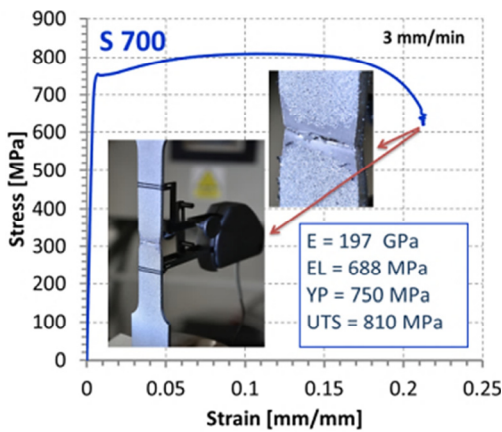 S 700
3 mm/min
Stress [MPa]
900
800
700
600
500
400
300
200
100
0
E = 197 GPa
EL = 688 MPa
YP = 750 MPa
UTS = 810 MPa
0 0.05 0.1 0.15 0.2 0.25
Strain [mm/mm]